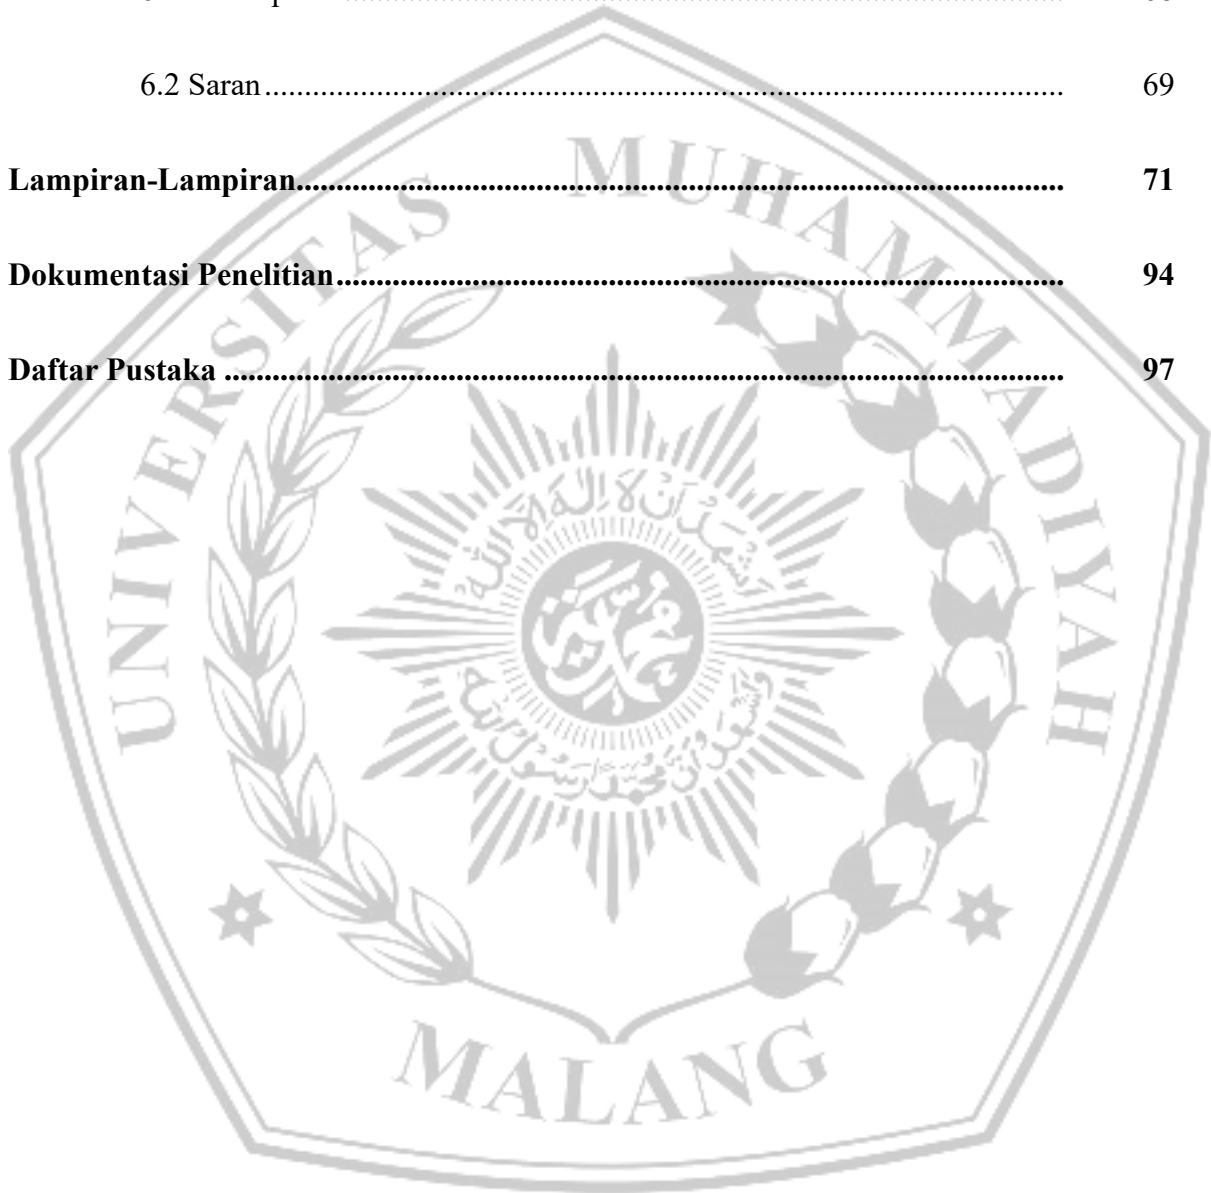 6.2 Saran........................................................................................................ 69
Lampiran-Lampiran................................................................................................ 71
Dokumentasi Penelitian........................................................................................... 94
Daftar Pustaka ......................................................................................................... 97
UNIVERSITAS MUHAMMADIYAH
MALANG